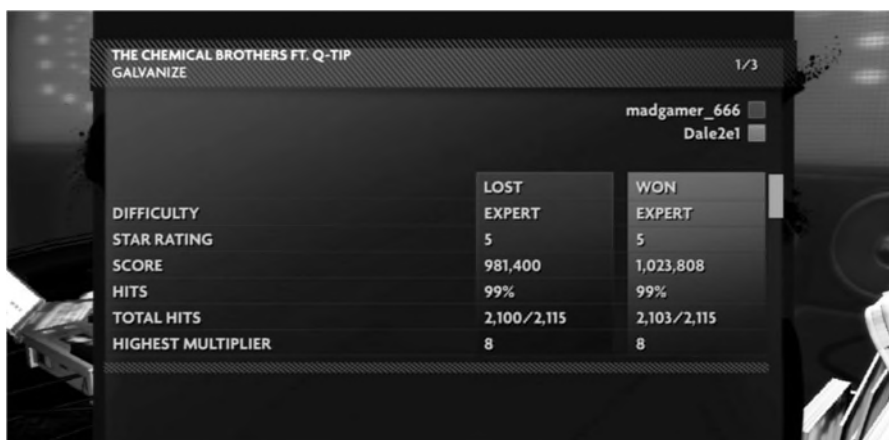 THE CHEMICAL BROTHERS FT. Q-TIP
GALVANIZE
1/3
madgamer_666
Dale2e1
LOST WON
DIFFICULTY EXPERT EXPERT
STAR RATING 5 5
SCORE 981,400 1,023,808
HITS 99% 99%
TOTAL HITS 2,100/2,115 2,103/2,115
HIGHEST MULTIPLIER 8 8